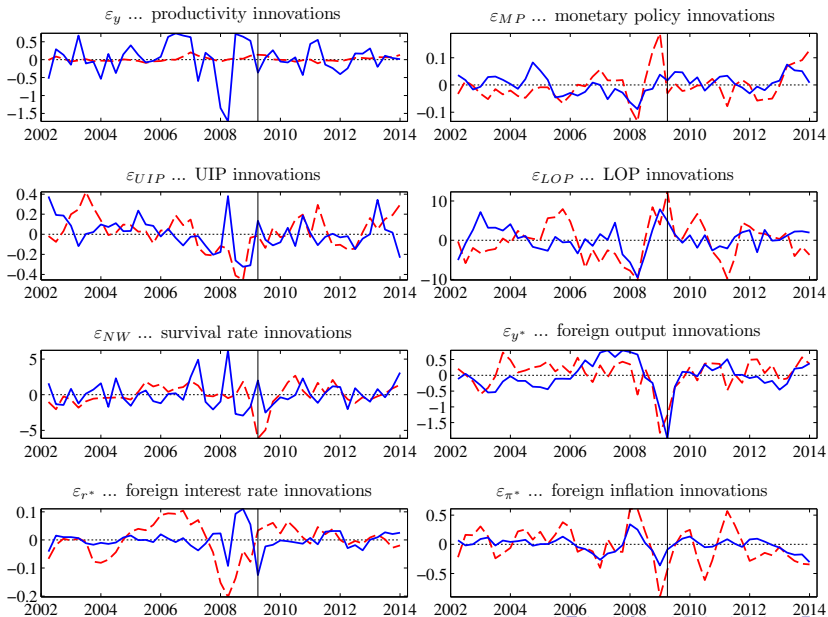 ε_y ... productivity innovations
0.5
0
−0.5
−1
−1.5
2002 2004 2006 2008 2010 2012 2014
ε_MP ... monetary policy innovations
0.1
0
−0.1
2002 2004 2006 2008 2010 2012 2014
ε_UIP ... UIP innovations
0.4
0.2
0
−0.2
−0.4
2002 2004 2006 2008 2010 2012 2014
ε_LOP ... LOP innovations
10
0
−10
2002 2004 2006 2008 2010 2012 2014
ε_NW ... survival rate innovations
5
0
−5
2002 2004 2006 2008 2010 2012 2014
ε_y* ... foreign output innovations
0.5
0
−0.5
−1
−1.5
2002 2004 2006 2008 2010 2012 2014
ε_r* ... foreign interest rate innovations
0.1
0
−0.1
−0.2
2002 2004 2006 2008 2010 2012 2014
ε_π* ... foreign inflation innovations
0.5
0
−0.5
2002 2004 2006 2008 2010 2012 2014